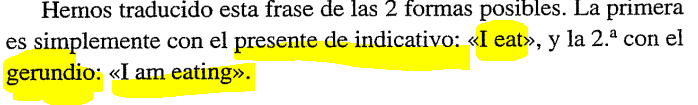 Hemos traducido esta frase de las 2 formas posibles. La primera
es simplemente con el presente de indicativo: «I eat», y la 2.ª con el
gerundio: «I am eating».